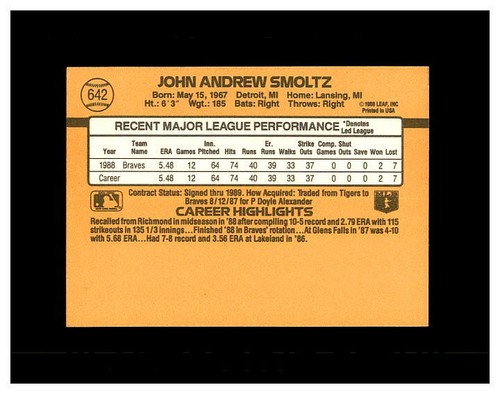 642
JOHN ANDREW SMOLTZ
Born: May 15, 1967 Detroit, MI Home: Lansing, MI
Ht.: 6'3" Wgt.: 185 Bats: Right Throws: Right
©1988 LEAF, INC
Printed in USA
RECENT MAJOR LEAGUE PERFORMANCE *Denotes Led League
Year Team Name ERA Games Inn. Pitched Hits Runs Er. Runs Walks Strike Outs Comp. Games Shut Outs Save Won Lost
1988 Braves 5.48 12 64 74 40 39 33 37 0 0 0 2 7
Career 5.48 12 64 74 40 39 33 37 0 0 0 2 7
Contract Status: Signed thru 1989. How Acquired: Traded from Tigers to
Braves 8/12/87 for P Doyle Alexander
CAREER HIGHLIGHTS
Recalled from Richmond in midseason in '88 after compiling 10-5 record and 2.79 ERA with 115
strikeouts in 135 1/3 innings...Finished '88 in Braves' rotation...At Glens Falls in '87 was 4-10
with 5.68 ERA...Had 7-8 record and 3.56 ERA at Lakeland in '86.